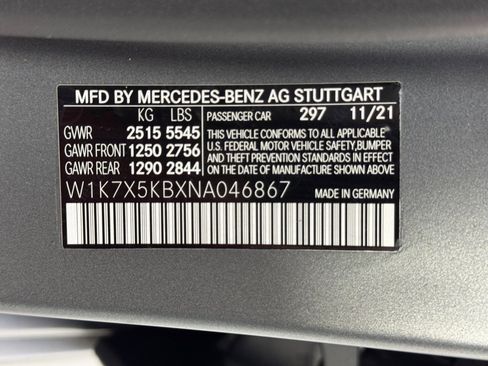 MFD BY MERCEDES-BENZ AG STUTTGART
KG LBS PASSENGER CAR 297 11/21
GVWR 2515 5545 THIS VEHICLE CONFORMS TO ALL APPLICABLE
GAWR FRONT 1250 2756 U.S. FEDERAL MOTOR VEHICLE SAFETY,BUMPER
GAWR REAR 1290 2844 AND THEFT PREVENTION STANDARDS IN EFFECT
ON THE DATE OF MANUFACTURE SHOWN ABOVE.
W1K7X5KBXNA046867
MADE IN GERMANY